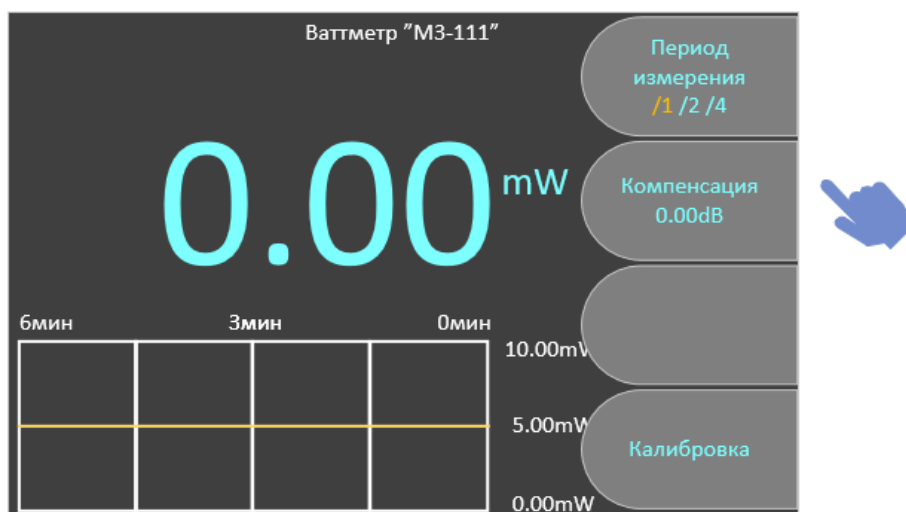 Ваттметр "М3-111"
Период
измерения
/1 /2 /4
0.00 mW
Компенсация
0.00dB
6мин 3мин 0мин
10.00mW
5.00mW
Калибровка
0.00mW